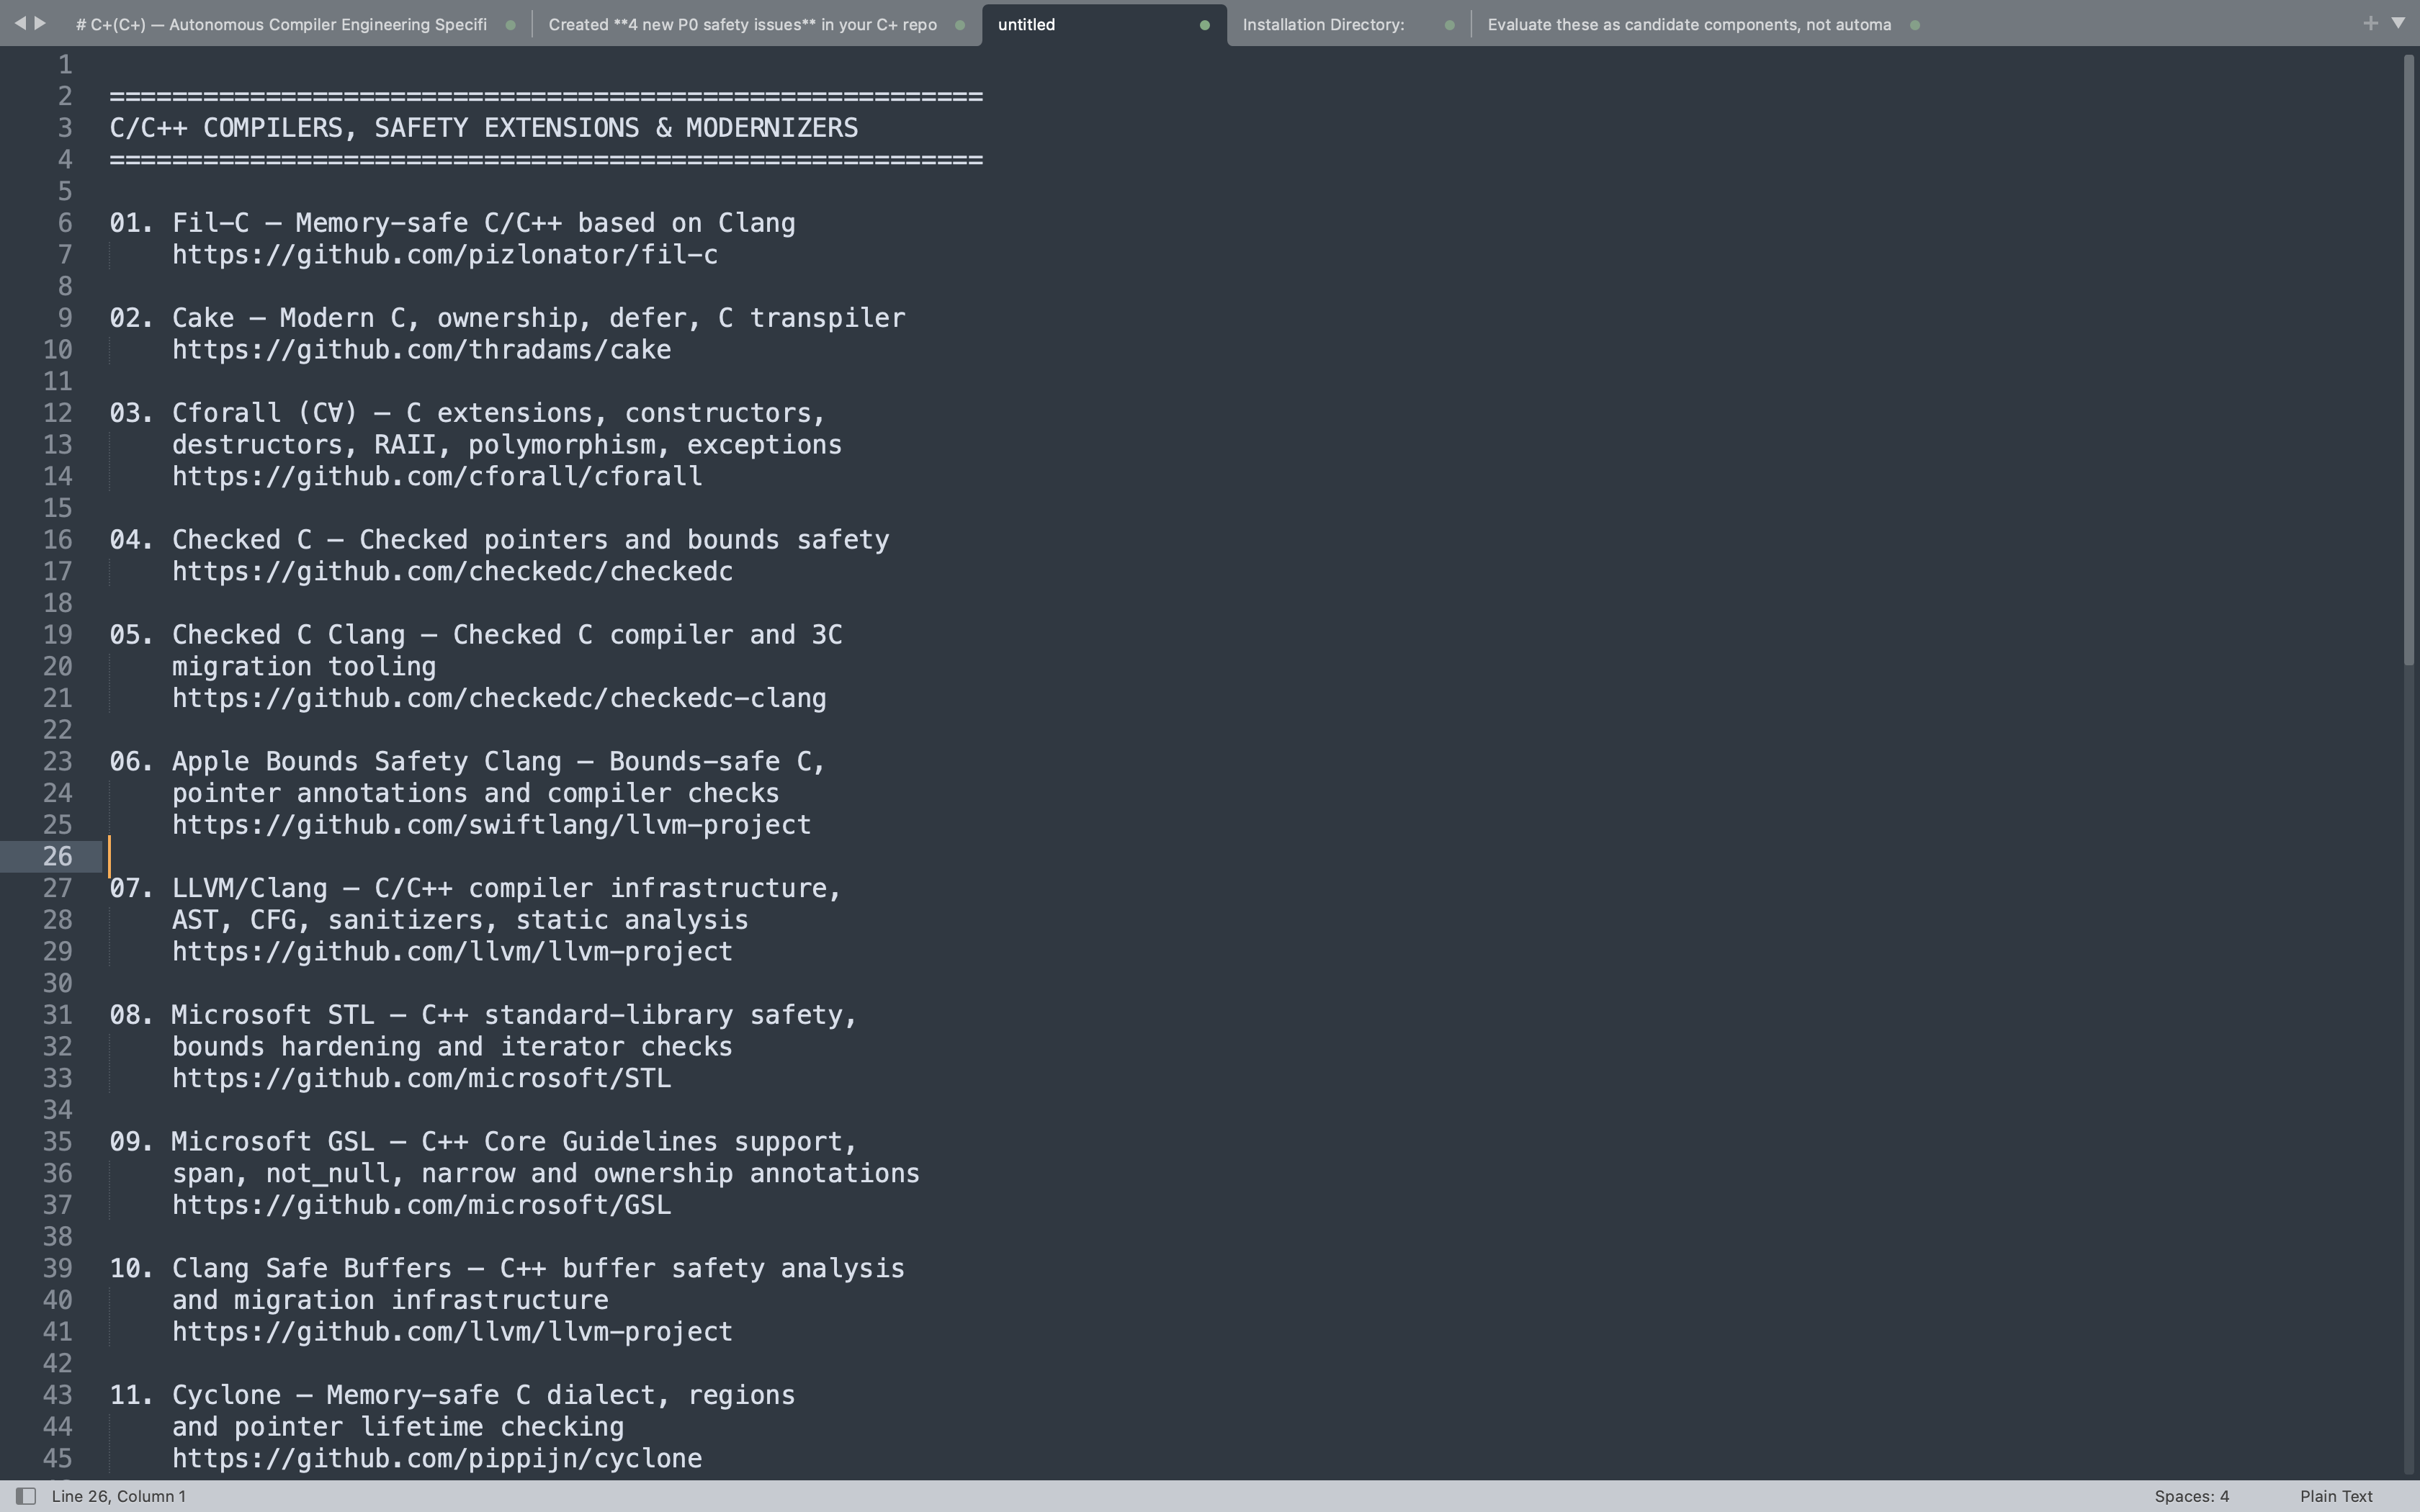 # C+(C+) — Autonomous Compiler Engineering Specifi
Created **4 new P0 safety issues** in your C+ repo
untitled
Installation Directory:
Evaluate these as candidate components, not automa
1
2 ========================================================
3 C/C++ COMPILERS, SAFETY EXTENSIONS & MODERNIZERS
4 ========================================================
5
6 01. Fil-C — Memory-safe C/C++ based on Clang
7 https://github.com/pizlonator/fil-c
8
9 02. Cake — Modern C, ownership, defer, C transpiler
10 https://github.com/thradams/cake
11
12 03. Cforall (C∀) — C extensions, constructors,
13 destructors, RAII, polymorphism, exceptions
14 https://github.com/cforall/cforall
15
16 04. Checked C — Checked pointers and bounds safety
17 https://github.com/checkedc/checkedc
18
19 05. Checked C Clang — Checked C compiler and 3C
20 migration tooling
21 https://github.com/checkedc/checkedc-clang
22
23 06. Apple Bounds Safety Clang — Bounds-safe C,
24 pointer annotations and compiler checks
25 https://github.com/swiftlang/llvm-project
26
27 07. LLVM/Clang — C/C++ compiler infrastructure,
28 AST, CFG, sanitizers, static analysis
29 https://github.com/llvm/llvm-project
30
31 08. Microsoft STL — C++ standard-library safety,
32 bounds hardening and iterator checks
33 https://github.com/microsoft/STL
34
35 09. Microsoft GSL — C++ Core Guidelines support,
36 span, not_null, narrow and ownership annotations
37 https://github.com/microsoft/GSL
38
39 10. Clang Safe Buffers — C++ buffer safety analysis
40 and migration infrastructure
41 https://github.com/llvm/llvm-project
42
43 11. Cyclone — Memory-safe C dialect, regions
44 and pointer lifetime checking
45 https://github.com/pippijn/cyclone
Line 26, Column 1
Spaces: 4
Plain Text